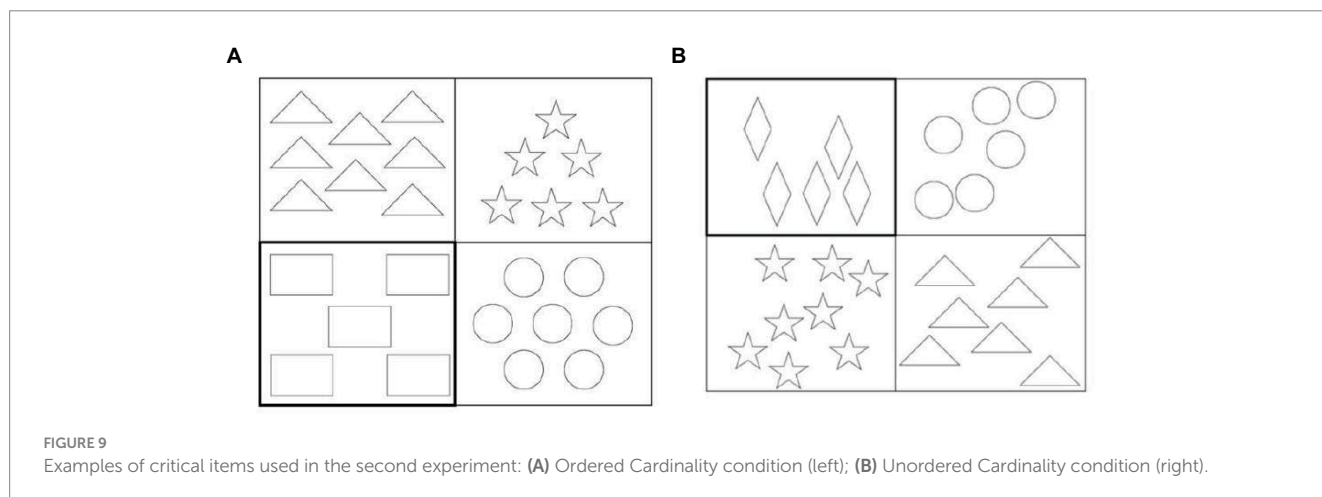 A
B
FIGURE 9
Examples of critical items used in the second experiment: (A) Ordered Cardinality condition (left); (B) Unordered Cardinality condition (right).